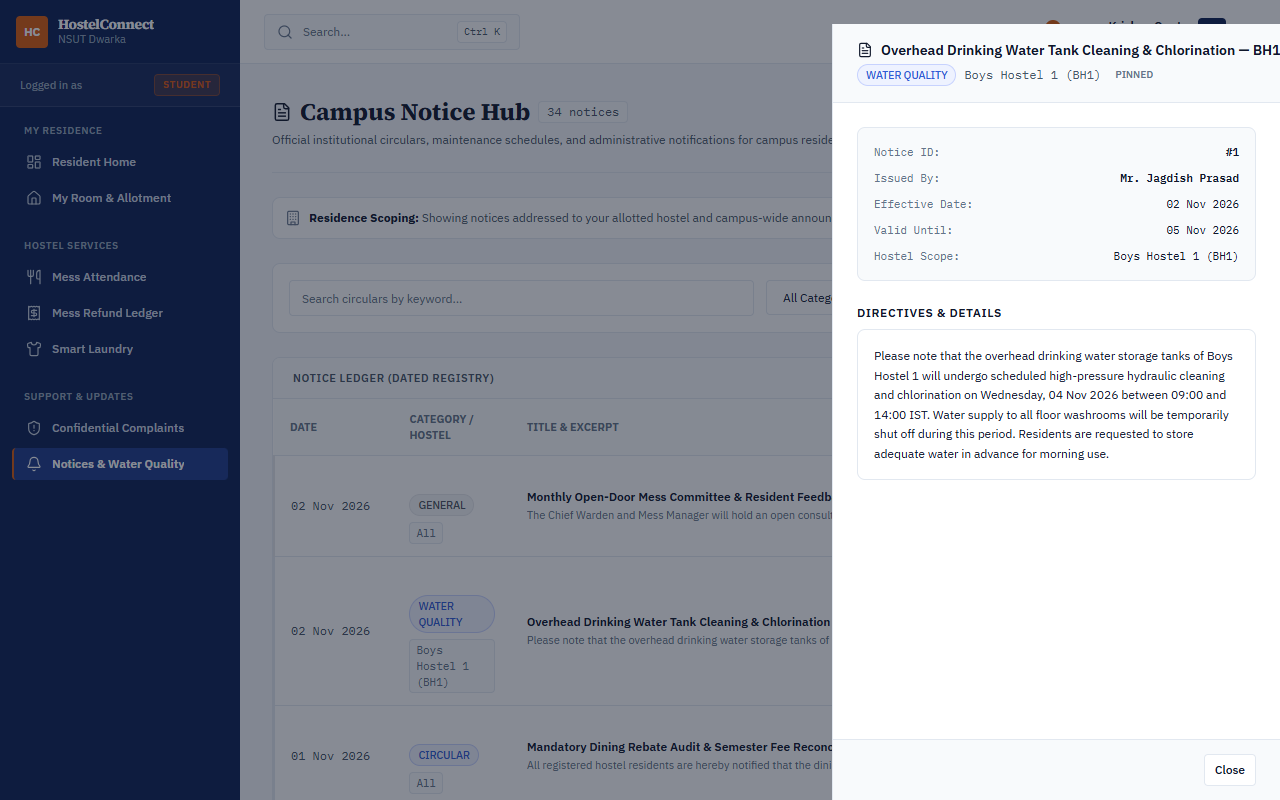 HC
HostelConnect
NSUT Dwarka
Logged in as
STUDENT
MY RESIDENCE
Resident Home
My Room & Allotment
HOSTEL SERVICES
Mess Attendance
Mess Refund Ledger
Smart Laundry
SUPPORT & UPDATES
Confidential Complaints
Notices & Water Quality
Search...
Ctrl K
Campus Notice Hub
34 notices
Official institutional circulars, maintenance schedules, and administrative notifications for campus reside
Residence Scoping: Showing notices addressed to your allotted hostel and campus-wide announ
Search circulars by keyword...
All Categ
NOTICE LEDGER (DATED REGISTRY)
DATE
CATEGORY /
HOSTEL
TITLE & EXCERPT
02 Nov 2026
GENERAL
All
Monthly Open-Door Mess Committee & Resident Feedb
The Chief Warden and Mess Manager will hold an open consult
02 Nov 2026
WATER
QUALITY
Boys
Hostel 1
(BH1)
Overhead Drinking Water Tank Cleaning & Chlorination
Please note that the overhead drinking water storage tanks of
01 Nov 2026
CIRCULAR
All
Mandatory Dining Rebate Audit & Semester Fee Recond
All registered hostel residents are hereby notified that the dini
Overhead Drinking Water Tank Cleaning & Chlorination — BH1
WATER QUALITY
Boys Hostel 1 (BH1)
PINNED
Notice ID:
#1
Issued By:
Mr. Jagdish Prasad
Effective Date:
02 Nov 2026
Valid Until:
05 Nov 2026
Hostel Scope:
Boys Hostel 1 (BH1)
DIRECTIVES & DETAILS
Please note that the overhead drinking water storage tanks of Boys
Hostel 1 will undergo scheduled high-pressure hydraulic cleaning
and chlorination on Wednesday, 04 Nov 2026 between 09:00 and
14:00 IST. Water supply to all floor washrooms will be temporarily
shut off during this period. Residents are requested to store
adequate water in advance for morning use.
Close